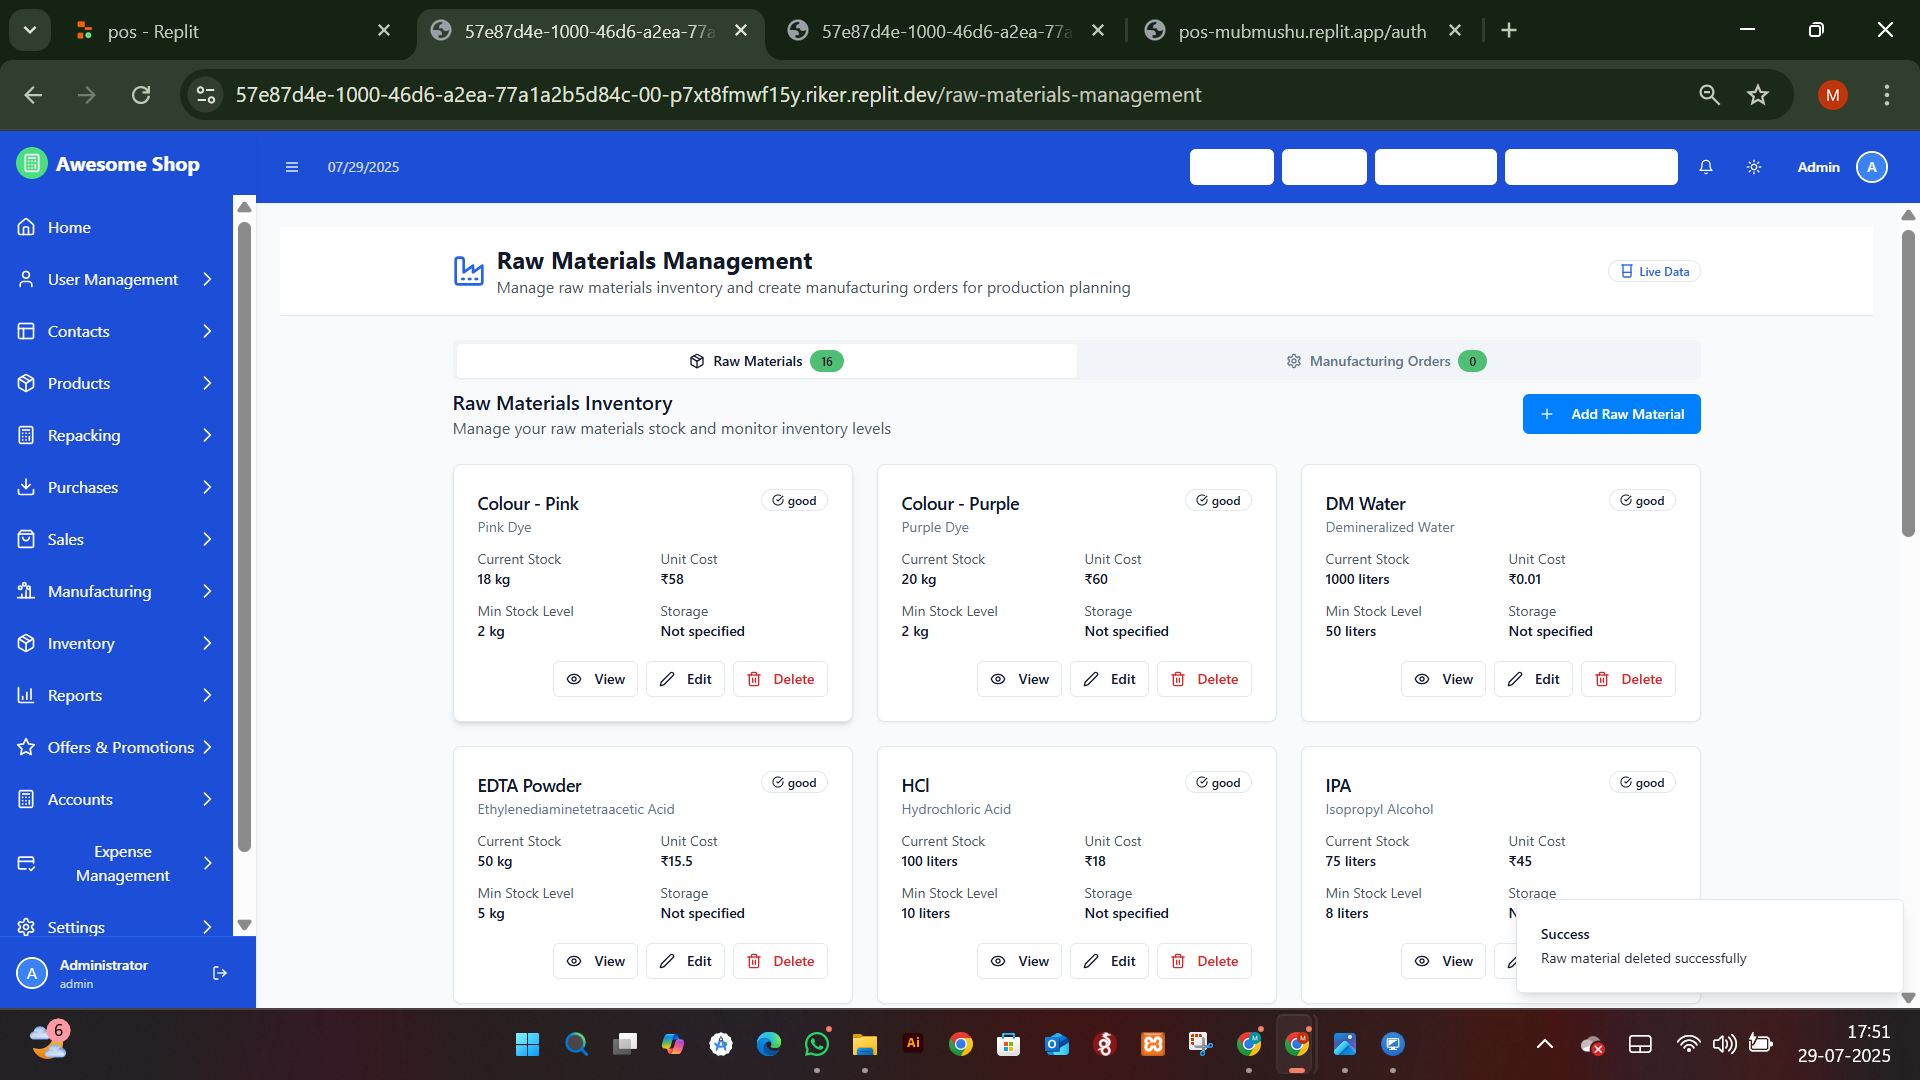 pos - Replit
57e87d4e-1000-46d6-a2ea-77a
57e87d4e-1000-46d6-a2ea-77a
pos-mubmushu.replit.app/auth
57e87d4e-1000-46d6-a2ea-77a1a2b5d84c-00-p7xt8fmwf15y.riker.replit.dev/raw-materials-management
M
Awesome Shop
07/29/2025
Admin
A
Home
User Management
Contacts
Products
Repacking
Purchases
Sales
Manufacturing
Inventory
Reports
Offers & Promotions
Accounts
Expense
Management
Settings
A
Administrator
admin
Raw Materials Management
Manage raw materials inventory and create manufacturing orders for production planning
Live Data
Raw Materials 16
Manufacturing Orders 0
Raw Materials Inventory
Manage your raw materials stock and monitor inventory levels
Add Raw Material
Colour - Pink
good
Pink Dye
Current Stock
18 kg
Unit Cost
₹58
Min Stock Level
2 kg
Storage
Not specified
View
Edit
Delete
Colour - Purple
good
Purple Dye
Current Stock
20 kg
Unit Cost
₹60
Min Stock Level
2 kg
Storage
Not specified
View
Edit
Delete
DM Water
good
Demineralized Water
Current Stock
1000 liters
Unit Cost
₹0.01
Min Stock Level
50 liters
Storage
Not specified
View
Edit
Delete
EDTA Powder
good
Ethylenediaminetetraacetic Acid
Current Stock
50 kg
Unit Cost
₹15.5
Min Stock Level
5 kg
Storage
Not specified
View
Edit
Delete
HCl
good
Hydrochloric Acid
Current Stock
100 liters
Unit Cost
₹18
Min Stock Level
10 liters
Storage
Not specified
View
Edit
Delete
IPA
good
Isopropyl Alcohol
Current Stock
75 liters
Unit Cost
₹45
Min Stock Level
8 liters
Storage
View
Success
Raw material deleted successfully
6
Ai
17:51
29-07-2025